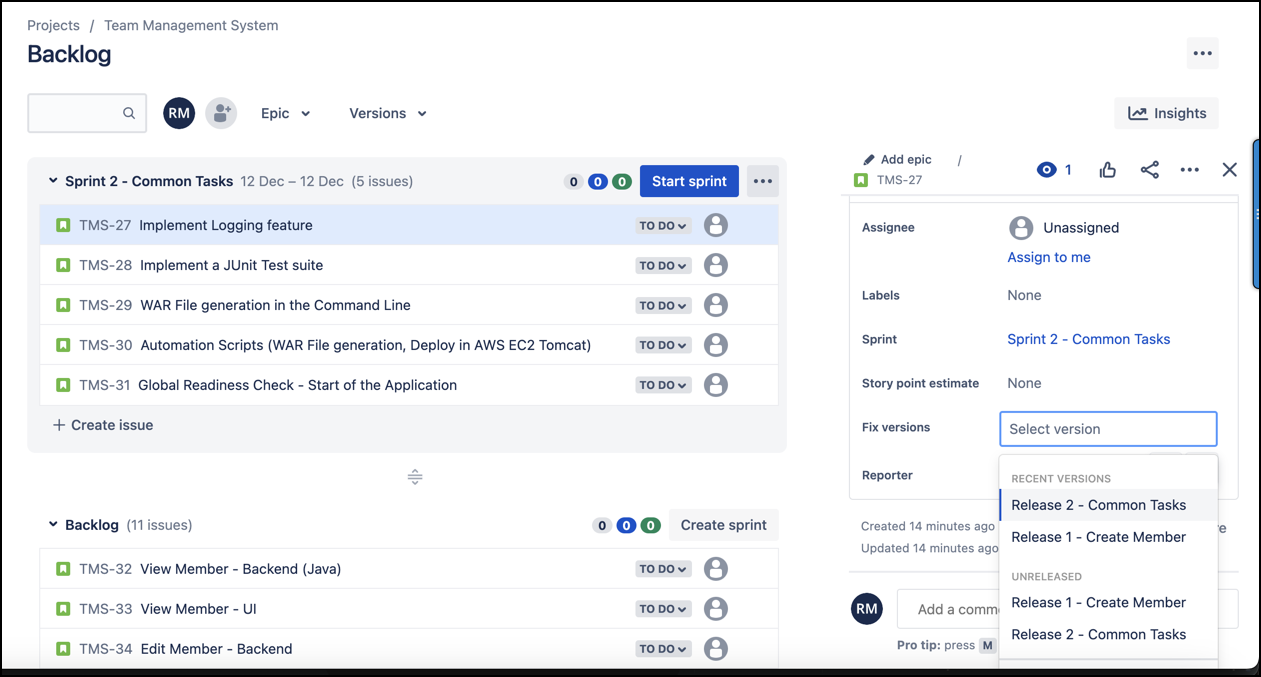 Projects / Team Management System
Backlog
RM
Epic
Versions
Insights
Sprint 2 - Common Tasks 12 Dec – 12 Dec (5 issues)
0 0 0
Start sprint
TMS-27 Implement Logging feature TO DO
TMS-28 Implement a JUnit Test suite TO DO
TMS-29 WAR File generation in the Command Line TO DO
TMS-30 Automation Scripts (WAR File generation, Deploy in AWS EC2 Tomcat) TO DO
TMS-31 Global Readiness Check - Start of the Application TO DO
+ Create issue
Backlog (11 issues)
0 0 0
Create sprint
TMS-32 View Member - Backend (Java) TO DO
TMS-33 View Member - UI TO DO
TMS-34 Edit Member - Backend TO DO
Add epic /
TMS-27
1
Assignee Unassigned
Assign to me
Labels None
Sprint Sprint 2 - Common Tasks
Story point estimate None
Fix versions Select version
Reporter
RECENT VERSIONS
Release 2 - Common Tasks
Release 1 - Create Member
UNRELEASED
Release 1 - Create Member
Release 2 - Common Tasks
Created 14 minutes ago
Updated 14 minutes ago
RM
Add a comm
Pro tip: press M